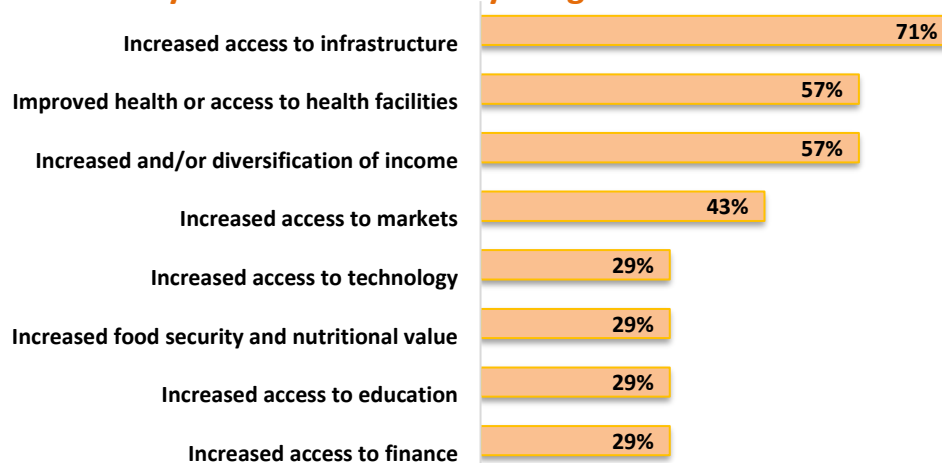 Increased access to infrastructure 71%
Improved health or access to health facilities 57%
Increased and/or diversification of income 57%
Increased access to markets 43%
Increased access to technology 29%
Increased food security and nutritional value 29%
Increased access to education 29%
Increased access to finance 29%